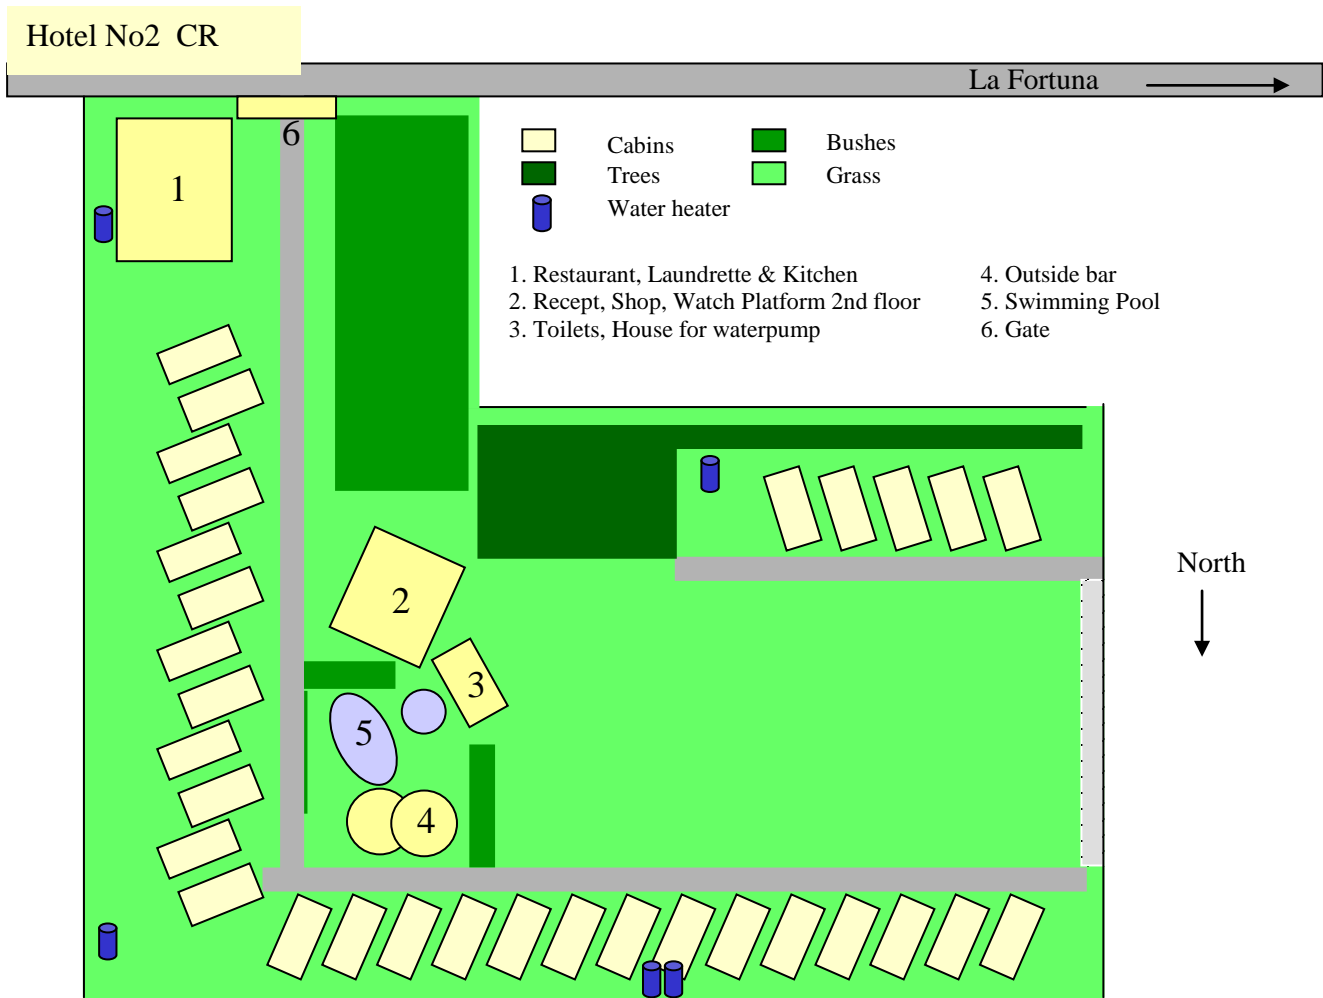 Hotel No2 CR
La Fortuna
6
Cabins
Bushes
Trees
Grass
Water heater
1
1. Restaurant, Laundrette & Kitchen
4. Outside bar
2. Recept, Shop, Watch Platform 2nd floor
5. Swimming Pool
3. Toilets, House for waterpump
6. Gate
North
2
3
5
4